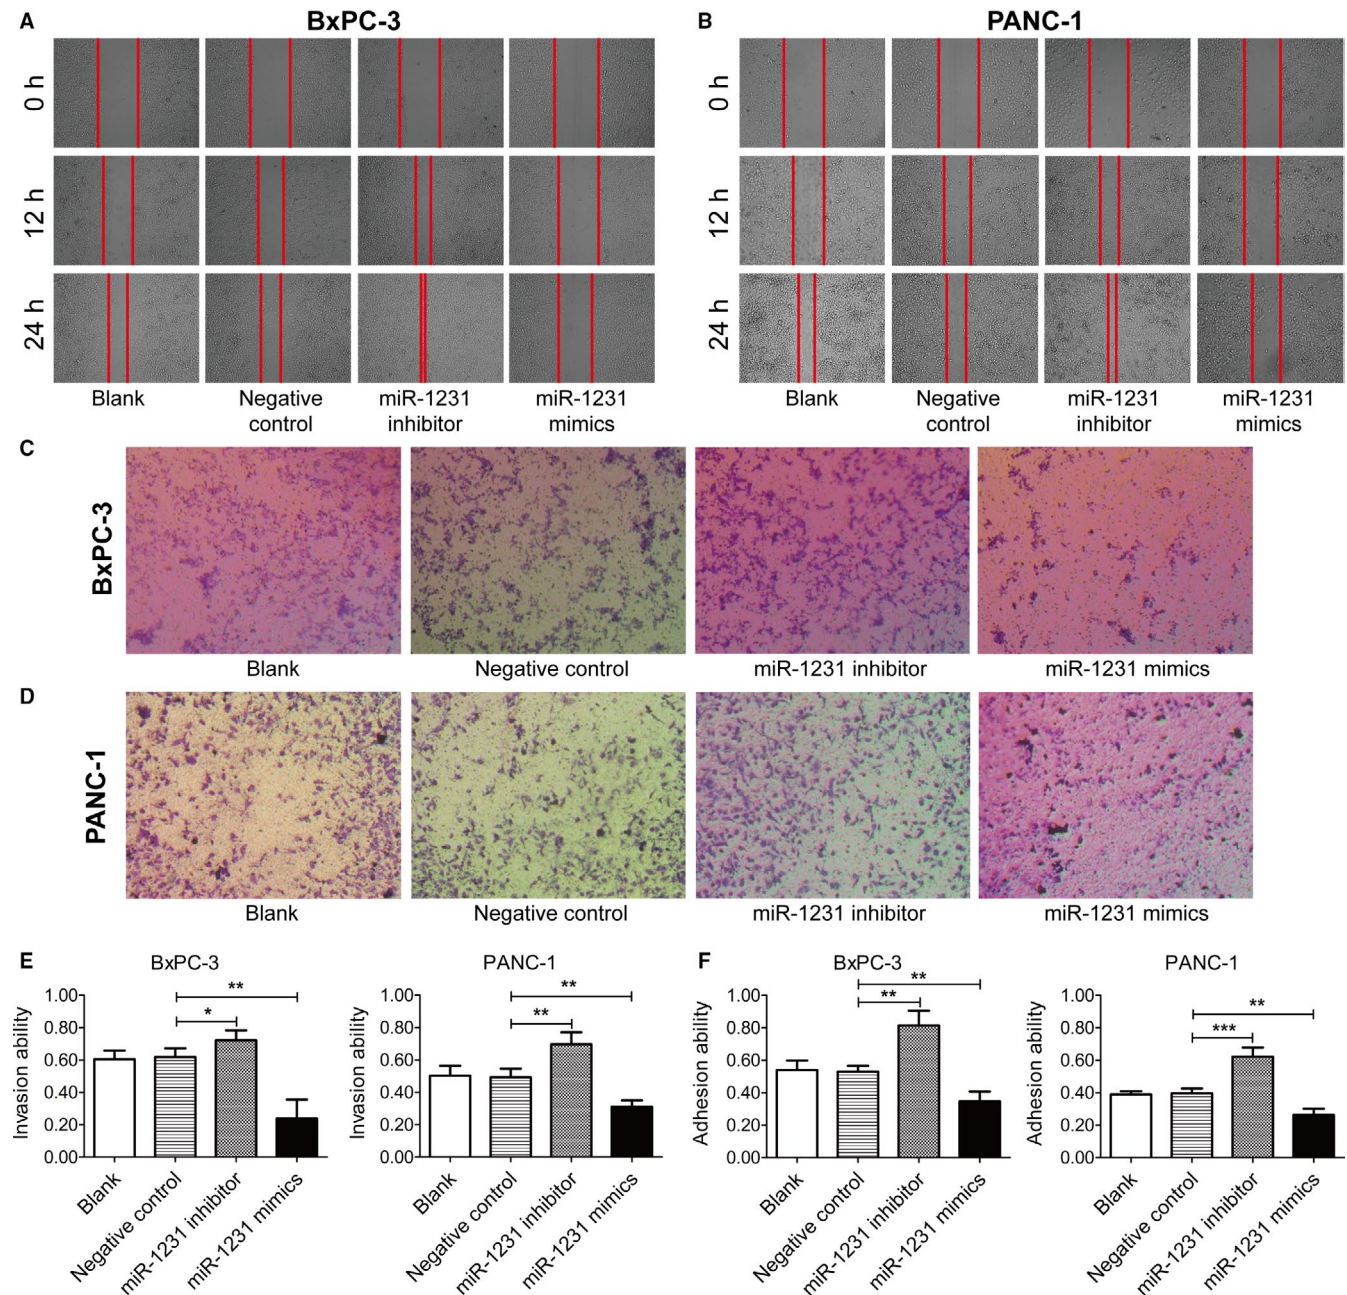 A
BxPC-3
B
PANC-1
0 h
0 h
12 h
12 h
24 h
24 h
Blank
Negative
control
miR-1231
inhibitor
miR-1231
mimics
Blank
Negative
control
miR-1231
inhibitor
miR-1231
mimics
C
BxPC-3
Blank
Negative control
miR-1231 inhibitor
miR-1231 mimics
D
PANC-1
Blank
Negative control
miR-1231 inhibitor
miR-1231 mimics
E
BxPC-3
Invasion ability
1.00
0.80
0.60
0.40
0.20
0.00
**
*
Blank
Negative control
miR-1231 inhibitor
miR-1231 mimics
PANC-1
Invasion ability
1.00
0.80
0.60
0.40
0.20
0.00
**
**
Blank
Negative control
miR-1231 inhibitor
miR-1231 mimics
F
BxPC-3
Adhesion ability
1.00
0.80
0.60
0.40
0.20
0.00
**
**
Blank
Negative control
miR-1231 inhibitor
miR-1231 mimics
PANC-1
Adhesion ability
1.00
0.80
0.60
0.40
0.20
0.00
**
***
Blank
Negative control
miR-1231 inhibitor
miR-1231 mimics